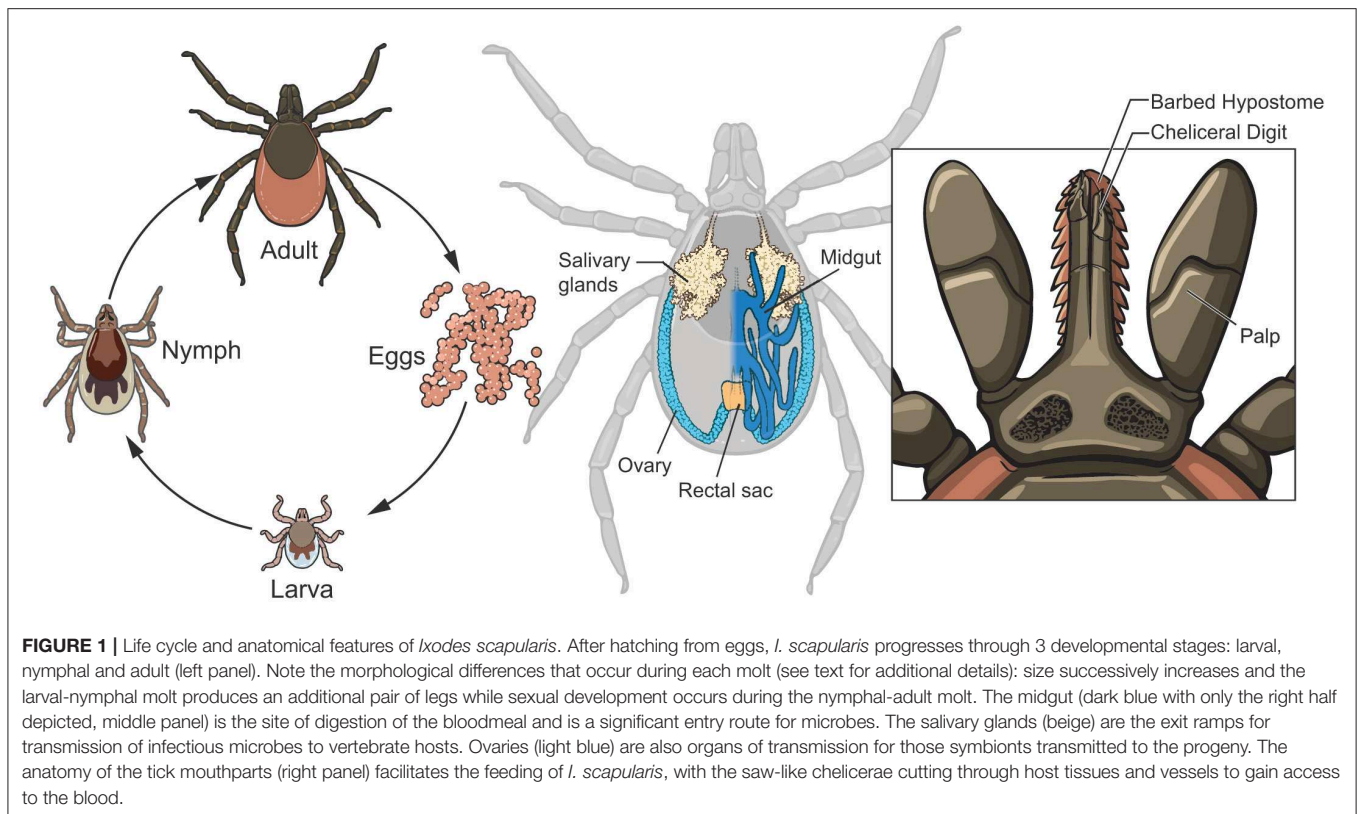 Adult
Nymph
Eggs
Larva
Salivary
glands
Midgut
Ovary
Rectal sac
Barbed Hypostome
Cheliceral Digit
Palp
FIGURE 1 | Life cycle and anatomical features of Ixodes scapularis. After hatching from eggs, I. scapularis progresses through 3 developmental stages: larval,
nymphal and adult (left panel). Note the morphological differences that occur during each molt (see text for additional details): size successively increases and the
larval-nymphal molt produces an additional pair of legs while sexual development occurs during the nymphal-adult molt. The midgut (dark blue with only the right half
depicted, middle panel) is the site of digestion of the bloodmeal and is a significant entry route for microbes. The salivary glands (beige) are the exit ramps for
transmission of infectious microbes to vertebrate hosts. Ovaries (light blue) are also organs of transmission for those symbionts transmitted to the progeny. The
anatomy of the tick mouthparts (right panel) facilitates the feeding of I. scapularis, with the saw-like chelicerae cutting through host tissues and vessels to gain access
to the blood.